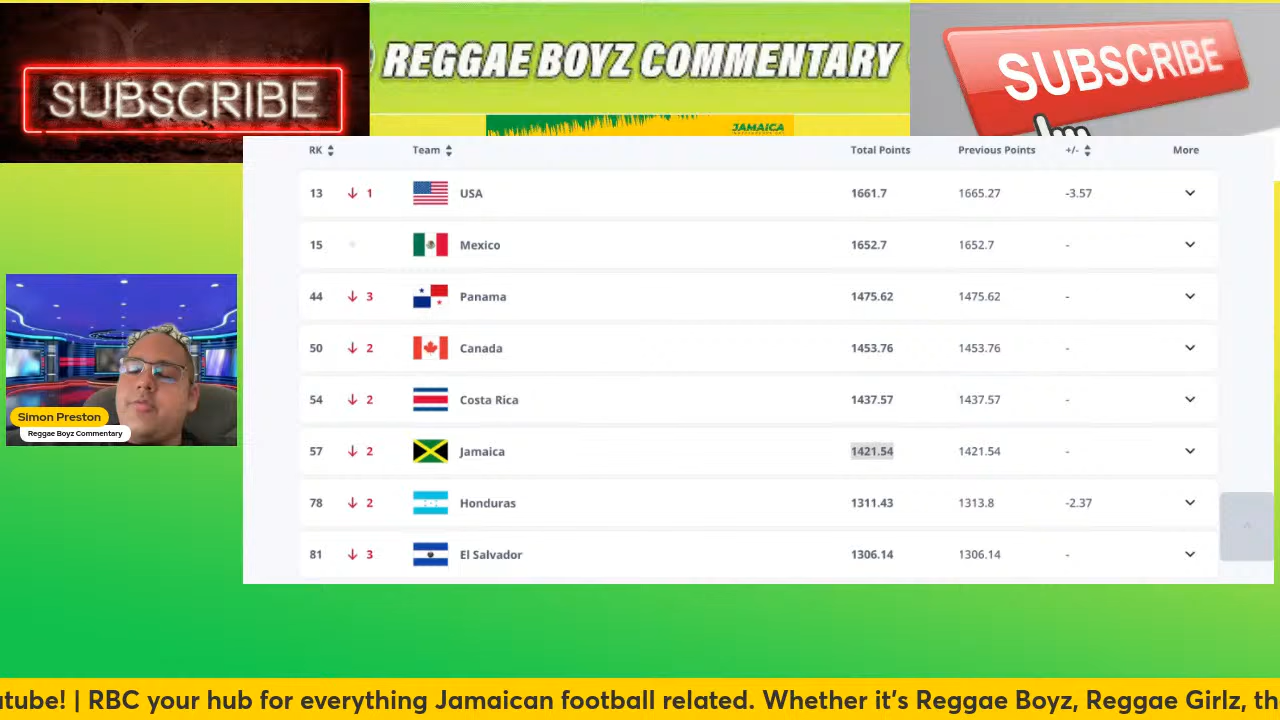 SUBSCRIBE
REGGAE BOYZ COMMENTARY
SUBSCRIBE
JAMAICA
RK Team Total Points Previous Points +/- More
13 1 USA 1661.7 1665.27 -3.57
15 Mexico 1652.7 1652.7 -
44 3 Panama 1475.62 1475.62 -
50 2 Canada 1453.76 1453.76 -
54 2 Costa Rica 1437.57 1437.57 -
57 2 Jamaica 1421.54 1421.54 -
78 2 Honduras 1311.43 1313.8 -2.37
81 3 El Salvador 1306.14 1306.14 -
Simon Preston
Reggae Boyz Commentary
utube! | RBC your hub for everything Jamaican football related. Whether it's Reggae Boyz, Reggae Girlz, th